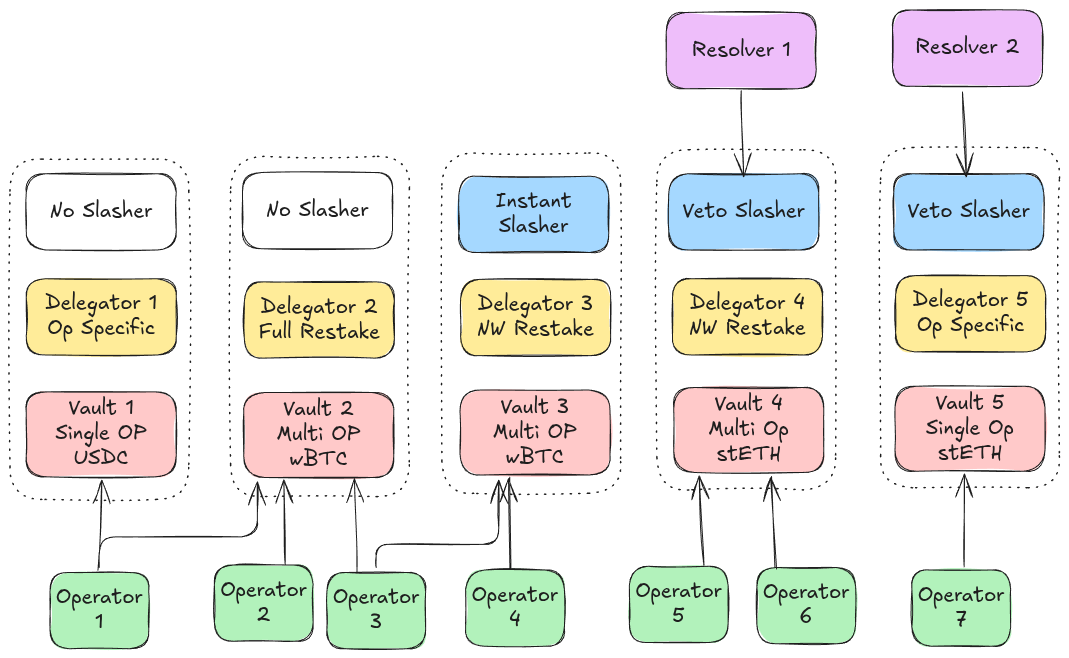 Resolver 1
Resolver 2
No Slasher
No Slasher
Instant
Slasher
Veto Slasher
Veto Slasher
Delegator 1
Op Specific
Delegator 2
Full Restake
Delegator 3
NW Restake
Delegator 4
NW Restake
Delegator 5
Op Specific
Vault 1
Single OP
USDC
Vault 2
Multi OP
wBTC
Vault 3
Multi OP
wBTC
Vault 4
Multi Op
stETH
Vault 5
Single Op
stETH
Operator
1
Operator
2
Operator
3
Operator
4
Operator
5
Operator
6
Operator
7